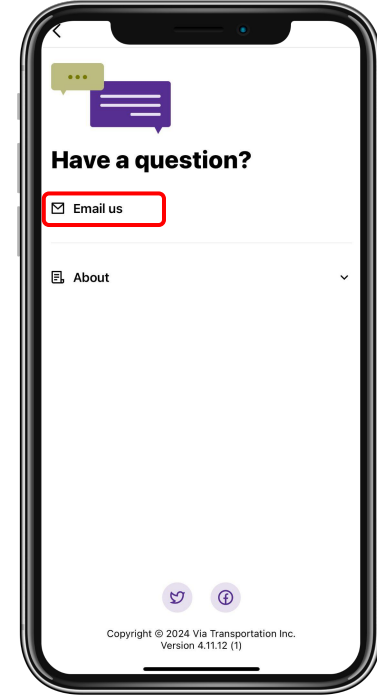 Have a question?
Email us
About
Copyright © 2024 Via Transportation Inc.
Version 4.11.12 (1)